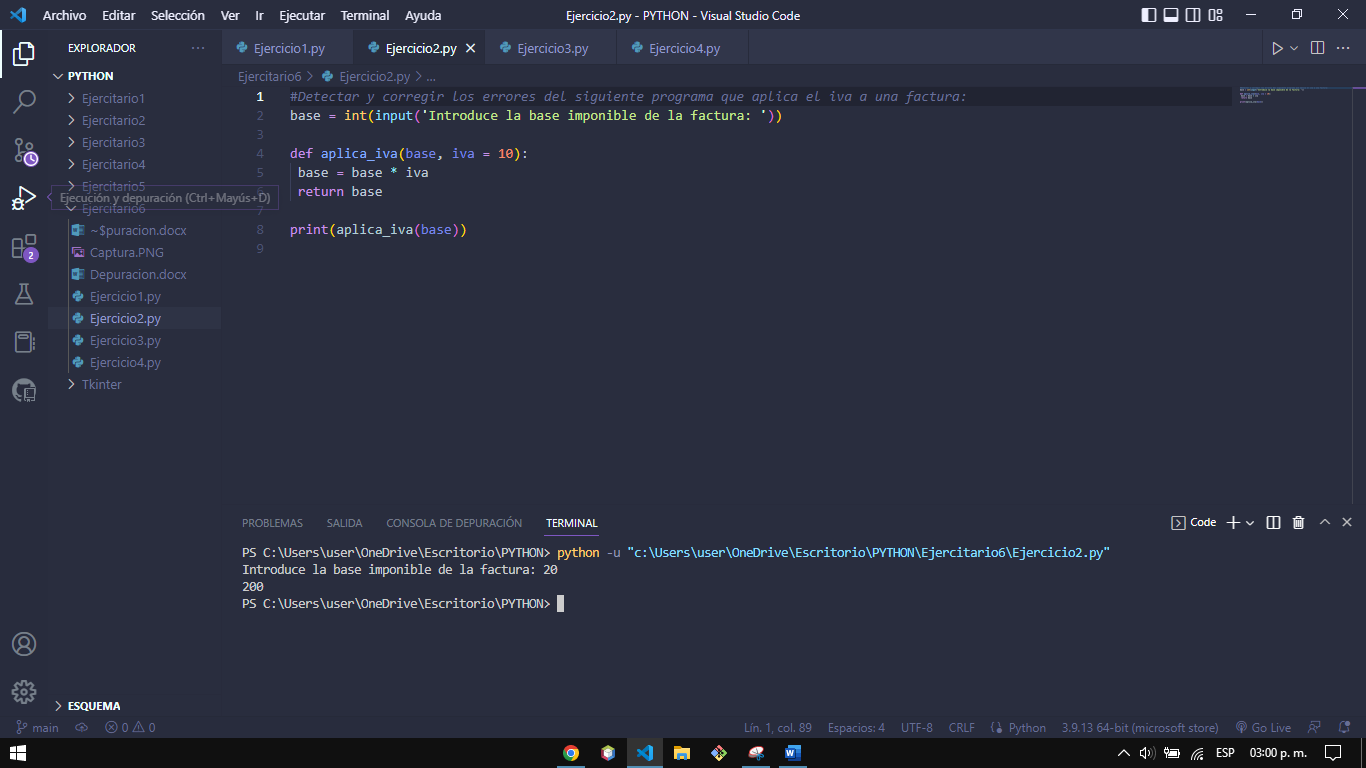 Archivo Editar Selección Ver Ir Ejecutar Terminal Ayuda
Ejercicio2.py - PYTHON - Visual Studio Code
EXPLORADOR
Ejercicio1.py
Ejercicio2.py
Ejercicio3.py
Ejercicio4.py
PYTHON
Ejercitario1
Ejercitario2
Ejercitario3
Ejercitario4
Ejercitario5
Ejecución y depuración (Ctrl+Mayús+D)
Ejercitario6
~$puracion.docx
Captura.PNG
Depuracion.docx
Ejercicio1.py
Ejercicio2.py
Ejercicio3.py
Ejercicio4.py
Tkinter
2
Ejercitario6 > Ejercicio2.py > ...
1 #Detectar y corregir los errores del siguiente programa que aplica el iva a una factura:
2 base = int(input('Introduce la base imponible de la factura: '))
3
4 def aplica_iva(base, iva = 10):
5 base = base * iva
6 return base
7
8 print(aplica_iva(base))
9
PROBLEMAS SALIDA CONSOLA DE DEPURACIÓN TERMINAL
Code
PS C:\Users\user\OneDrive\Escritorio\PYTHON> python -u "c:\Users\user\OneDrive\Escritorio\PYTHON\Ejercitario6\Ejercicio2.py"
Introduce la base imponible de la factura: 20
200
PS C:\Users\user\OneDrive\Escritorio\PYTHON>
ESQUEMA
main 0 0
Lín. 1, col. 89 Espacios: 4 UTF-8 CRLF Python 3.9.13 64-bit (microsoft store) Go Live
ESP 03:00 p. m.